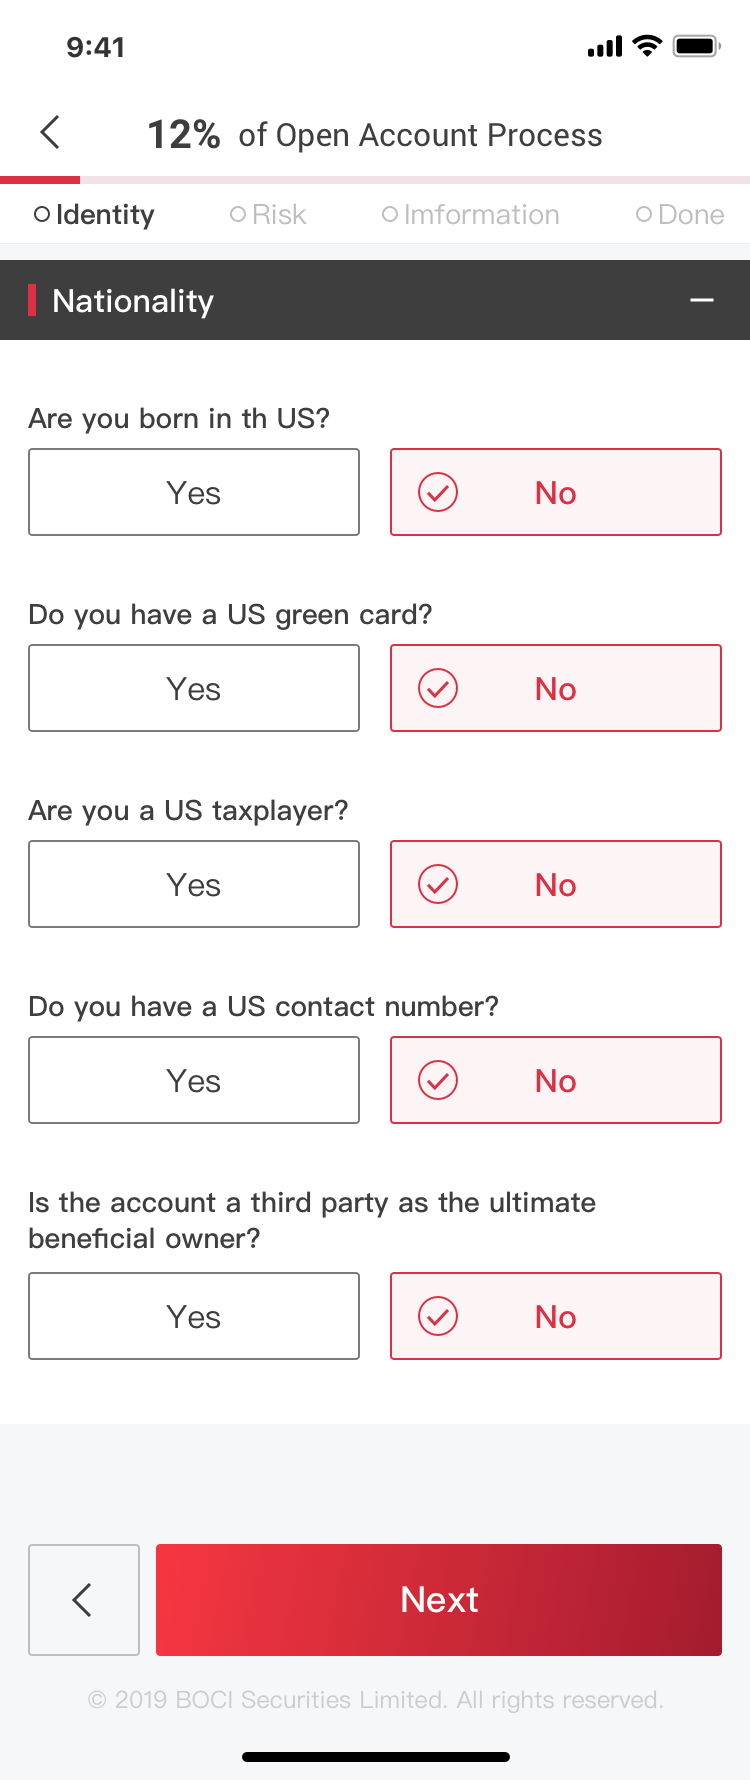 9:41
12% of Open Account Process
Identity Risk Imformation Done
Nationality
Are you born in th US?
Yes No
Do you have a US green card?
Yes No
Are you a US taxplayer?
Yes No
Do you have a US contact number?
Yes No
Is the account a third party as the ultimate
beneficial owner?
Yes No
Next
© 2019 BOCI Securities Limited. All rights reserved.